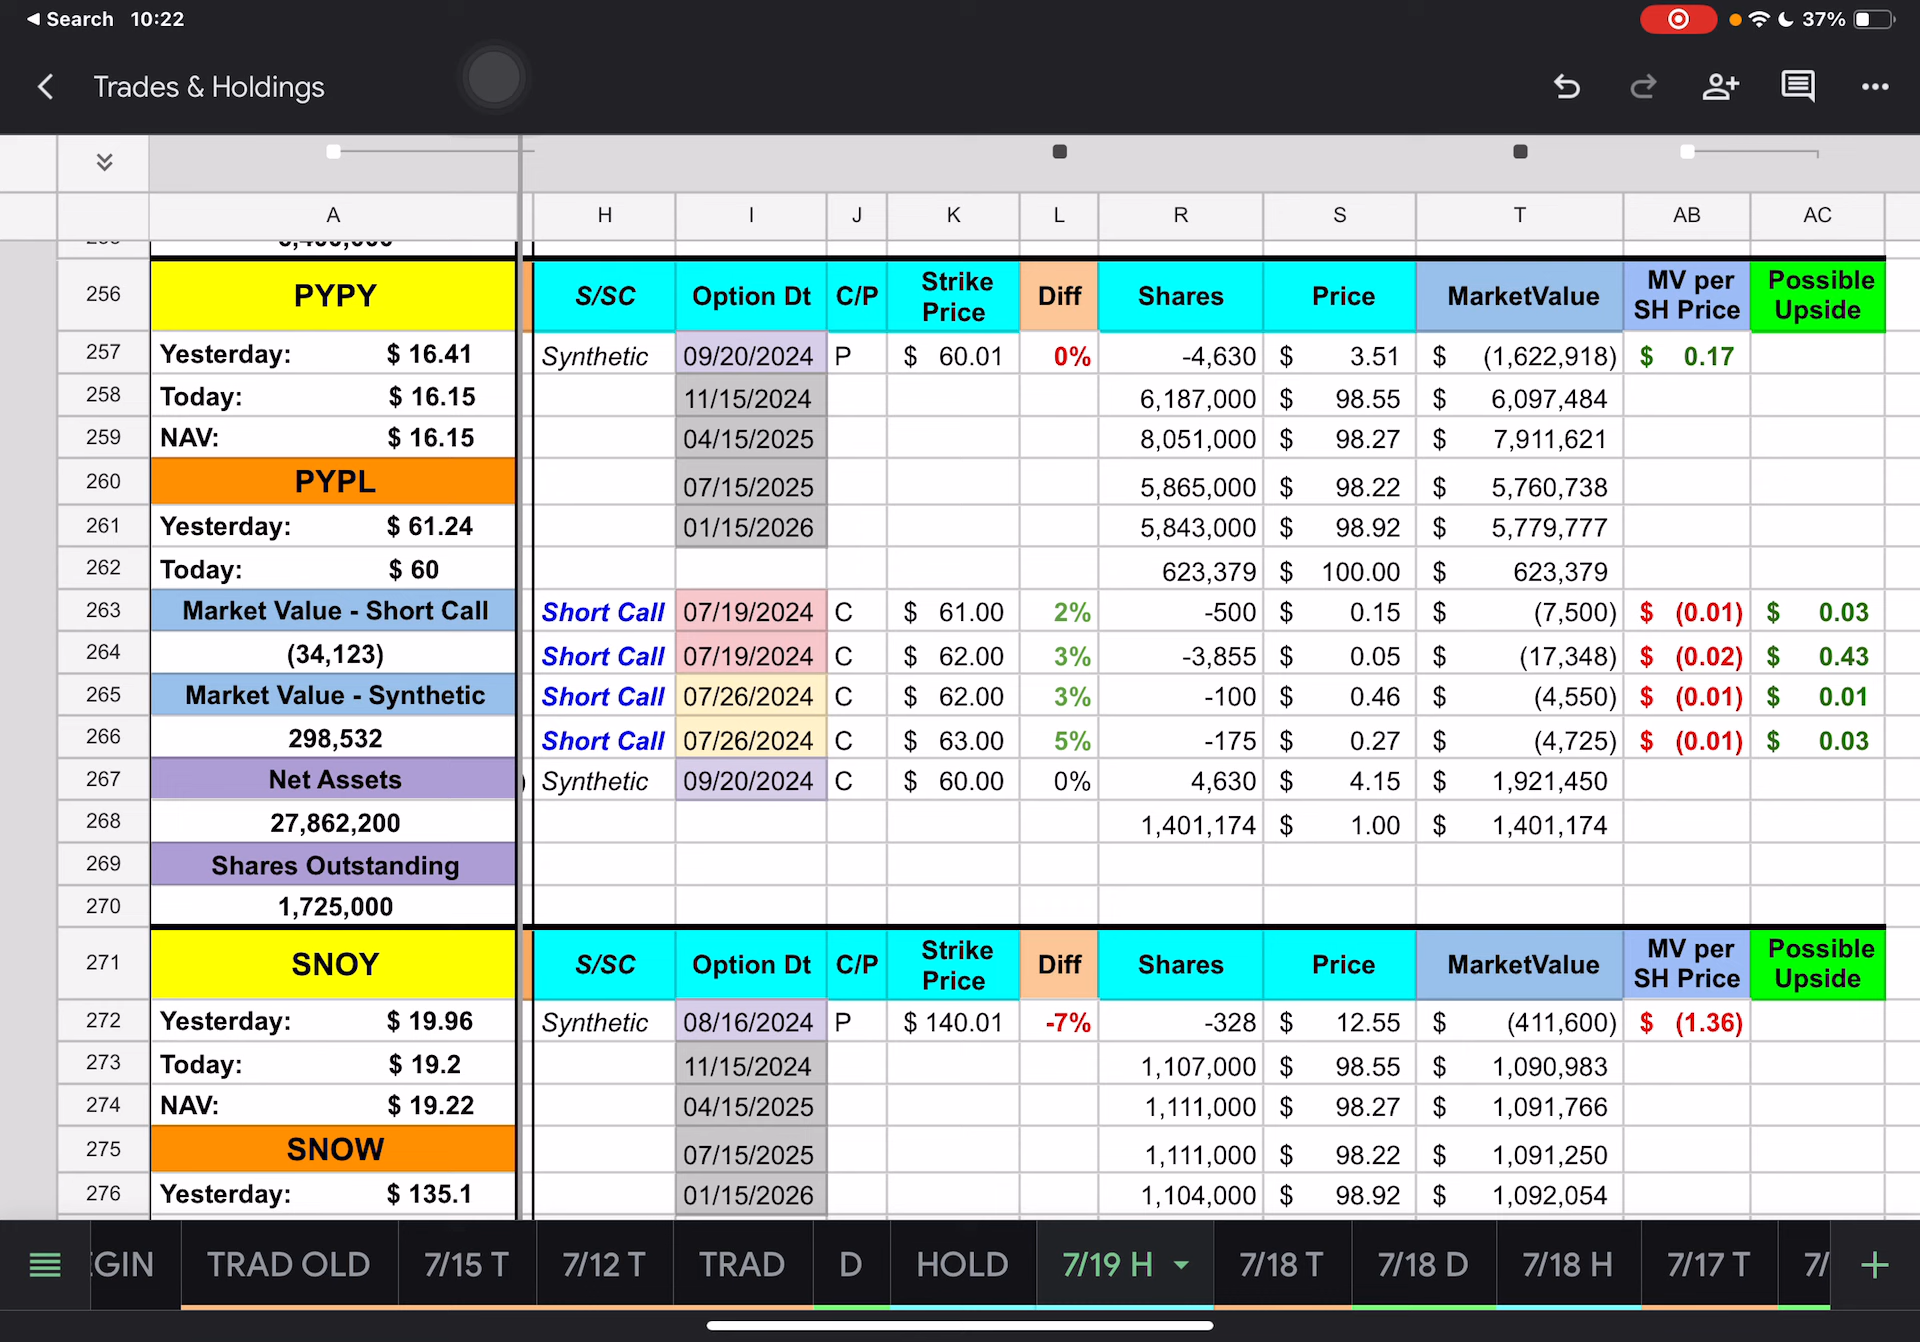 Search 10:22 37%
Trades & Holdings
A H I J K L R S T AB AC
256 PYPY S/SC Option Dt C/P Strike Price Diff Shares Price MarketValue MV per SH Price Possible Upside
257 Yesterday: $ 16.41 Synthetic 09/20/2024 P $ 60.01 0% -4,630 $ 3.51 $ (1,622,918) $ 0.17
258 Today: $ 16.15 11/15/2024 6,187,000 $ 98.55 $ 6,097,484
259 NAV: $ 16.15 04/15/2025 8,051,000 $ 98.27 $ 7,911,621
260 PYPL 07/15/2025 5,865,000 $ 98.22 $ 5,760,738
261 Yesterday: $ 61.24 01/15/2026 5,843,000 $ 98.92 $ 5,779,777
262 Today: $ 60 623,379 $ 100.00 $ 623,379
263 Market Value - Short Call Short Call 07/19/2024 C $ 61.00 2% -500 $ 0.15 $ (7,500) $ (0.01) $ 0.03
264 (34,123) Short Call 07/19/2024 C $ 62.00 3% -3,855 $ 0.05 $ (17,348) $ (0.02) $ 0.43
265 Market Value - Synthetic Short Call 07/26/2024 C $ 62.00 3% -100 $ 0.46 $ (4,550) $ (0.01) $ 0.01
266 298,532 Short Call 07/26/2024 C $ 63.00 5% -175 $ 0.27 $ (4,725) $ (0.01) $ 0.03
267 Net Assets ) Synthetic 09/20/2024 C $ 60.00 0% 4,630 $ 4.15 $ 1,921,450
268 27,862,200 1,401,174 $ 1.00 $ 1,401,174
269 Shares Outstanding
270 1,725,000
271 SNOY S/SC Option Dt C/P Strike Price Diff Shares Price MarketValue MV per SH Price Possible Upside
272 Yesterday: $ 19.96 Synthetic 08/16/2024 P $ 140.01 -7% -328 $ 12.55 $ (411,600) $ (1.36)
273 Today: $ 19.2 11/15/2024 1,107,000 $ 98.55 $ 1,090,983
274 NAV: $ 19.22 04/15/2025 1,111,000 $ 98.27 $ 1,091,766
275 SNOW 07/15/2025 1,111,000 $ 98.22 $ 1,091,250
276 Yesterday: $ 135.1 01/15/2026 1,104,000 $ 98.92 $ 1,092,054
GIN TRAD OLD 7/15 T 7/12 T TRAD D HOLD 7/19 H 7/18 T 7/18 D 7/18 H 7/17 T 7/